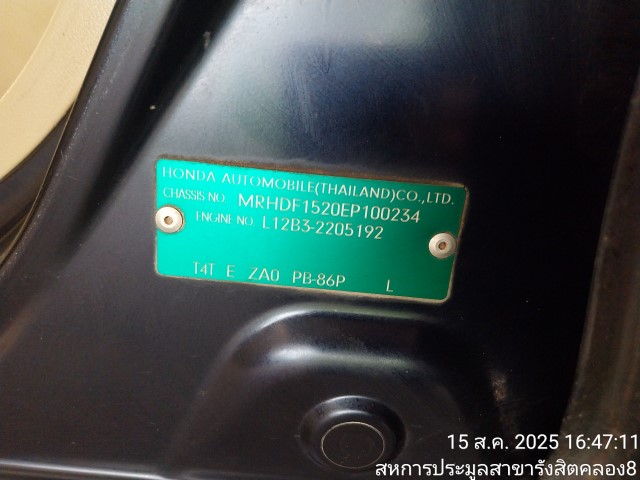 HONDA AUTOMOBILE(THAILAND)CO.,LTD.
CHASSIS NO. MRHDF1520EP100234
ENGINE NO. L12B3-2205192
T4T E ZA0 PB-86P L
15 ส.ค. 2025 16:47:11
สหการประมูลสาขารังสิตคลอง8